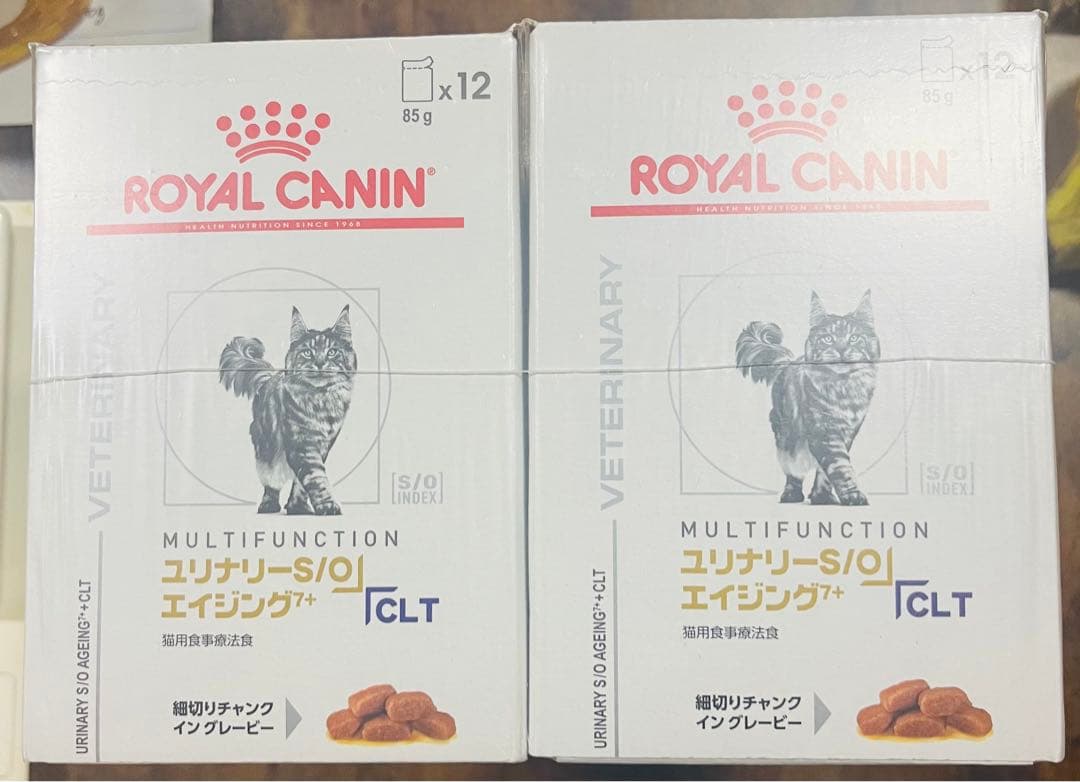 x12
85g
ROYAL CANIN®
HEALTH NUTRITION SINCE 1968
VETERINARY
[S/O
INDEX]
MULTIFUNCTION
ユリナリーS/O
エイジング7+
CLT
猫用食事療法食
URINARY S/O AGEING7++CLT
細切りチャンク
イン グレービー
x12
85g
ROYAL CANIN
HEALTH NUTRITION SINCE 1968
VETERINARY
[S/O
INDEX]
MULTIFUNCTION
ユリナリーS/O
エイジング7+
CLT
猫用食事療法食
URINARY S/O AGEING7++CLT
細切りチャンク
イン グレービー